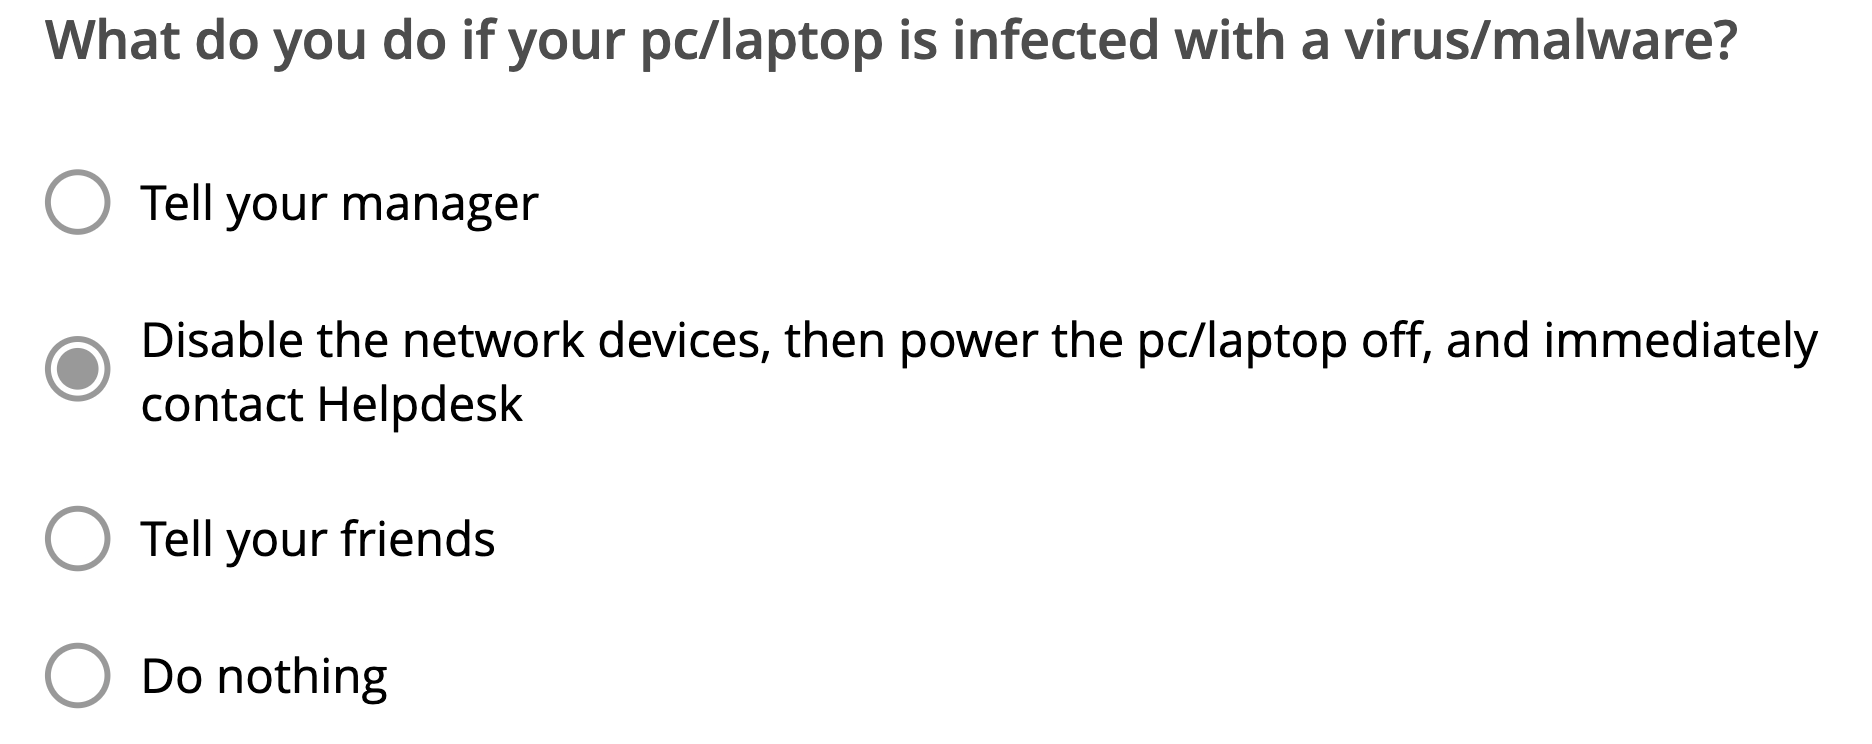 What do you do if your pc/laptop is infected with a virus/malware?
Tell your manager
Disable the network devices, then power the pc/laptop off, and immediately
contact Helpdesk
Tell your friends
Do nothing